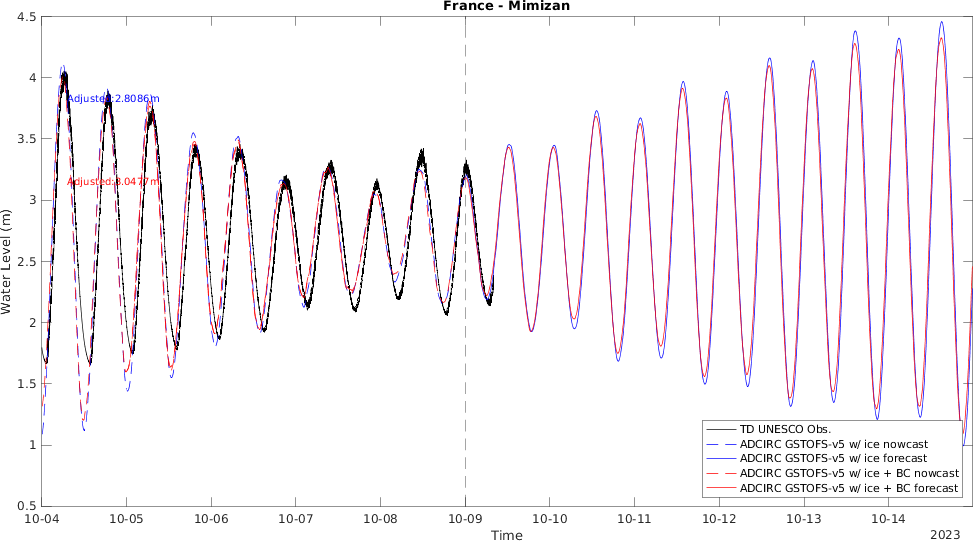 France - Mimizan
Water Level (m)
4.5
4
3.5
3
2.5
2
1.5
1
0.5
Adjusted:2.8086m
Adjusted:3.0477m
TD UNESCO Obs.
ADCIRC GSTOFS-v5 w/ ice nowcast
ADCIRC GSTOFS-v5 w/ ice forecast
ADCIRC GSTOFS-v5 w/ ice + BC nowcast
ADCIRC GSTOFS-v5 w/ ice + BC forecast
10-04 10-05 10-06 10-07 10-08 10-09 10-10 10-11 10-12 10-13 10-14
Time
2023